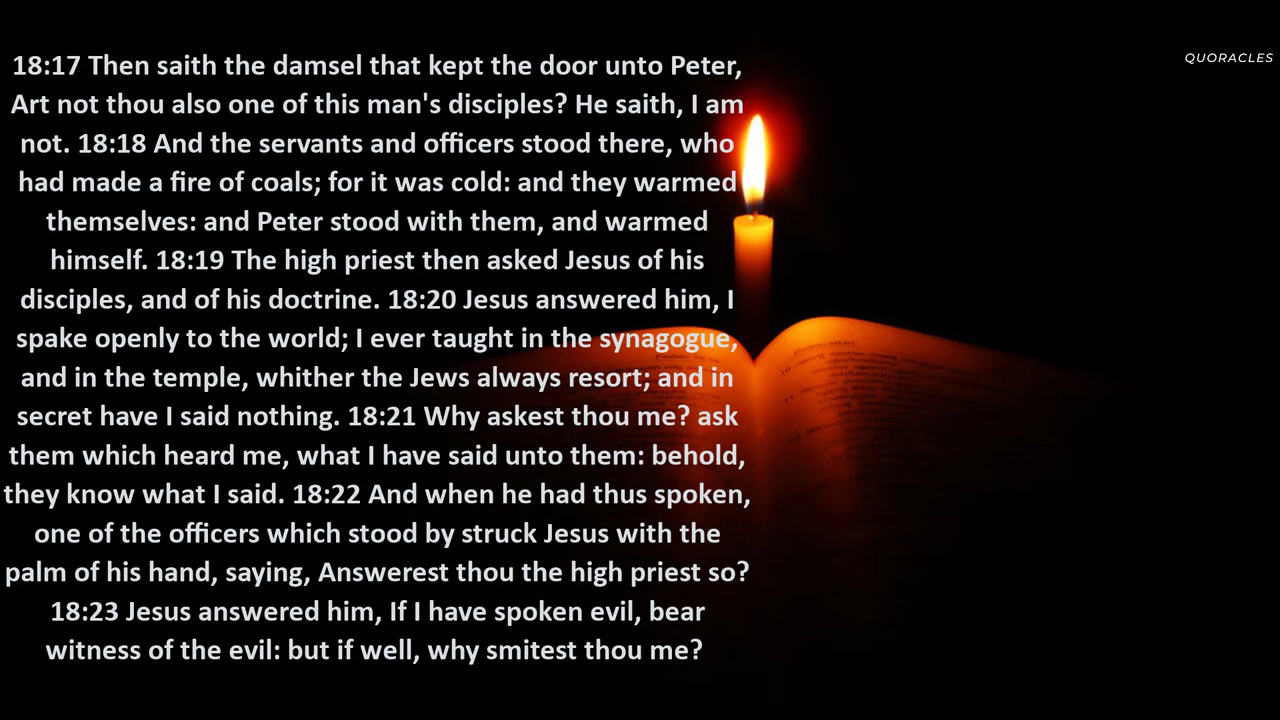 18:17 Then saith the damsel that kept the door unto Peter,
Art not thou also one of this man's disciples? He saith, I am
not. 18:18 And the servants and officers stood there, who
had made a fire of coals; for it was cold: and they warmed
themselves: and Peter stood with them, and warmed
himself. 18:19 The high priest then asked Jesus of his
disciples, and of his doctrine. 18:20 Jesus answered him, I
spake openly to the world; I ever taught in the synagogue,
and in the temple, whither the Jews always resort; and in
secret have I said nothing. 18:21 Why askest thou me? ask
them which heard me, what I have said unto them: behold,
they know what I said. 18:22 And when he had thus spoken,
one of the officers which stood by struck Jesus with the
palm of his hand, saying, Answerest thou the high priest so?
18:23 Jesus answered him, If I have spoken evil, bear
witness of the evil: but if well, why smitest thou me?
QUORACLES